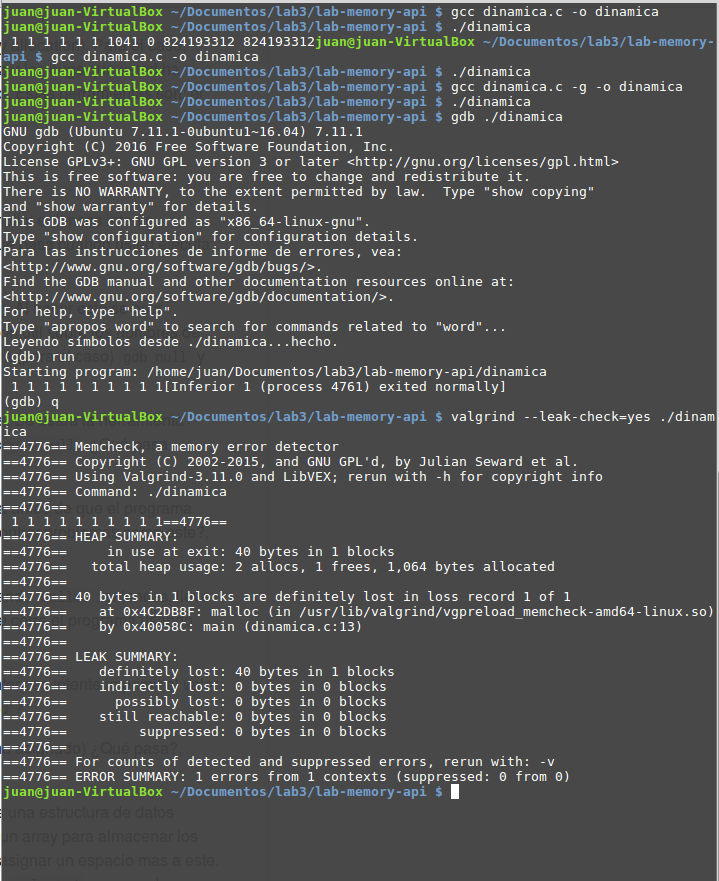 juan@juan-VirtualBox ~/Documentos/lab3/lab-memory-api $ gcc dinamica.c -o dinamica
juan@juan-VirtualBox ~/Documentos/lab3/lab-memory-api $ ./dinamica
 1 1 1 1 1 1 1041 0 824193312 824193312juan@juan-VirtualBox ~/Documentos/lab3/lab-memory-
api $ gcc dinamica.c -o dinamica
juan@juan-VirtualBox ~/Documentos/lab3/lab-memory-api $ ./dinamica
juan@juan-VirtualBox ~/Documentos/lab3/lab-memory-api $ gcc dinamica.c -g -o dinamica
juan@juan-VirtualBox ~/Documentos/lab3/lab-memory-api $ ./dinamica
juan@juan-VirtualBox ~/Documentos/lab3/lab-memory-api $ gdb ./dinamica
GNU gdb (Ubuntu 7.11.1-0ubuntu1~16.04) 7.11.1
Copyright (C) 2016 Free Software Foundation, Inc.
License GPLv3+: GNU GPL version 3 or later <http://gnu.org/licenses/gpl.html>
This is free software: you are free to change and redistribute it.
There is NO WARRANTY, to the extent permitted by law.  Type "show copying"
and "show warranty" for details.
This GDB was configured as "x86_64-linux-gnu".
Type "show configuration" for configuration details.
Para las instrucciones de informe de errores, vea:
<http://www.gnu.org/software/gdb/bugs/>.
Find the GDB manual and other documentation resources online at:
<http://www.gnu.org/software/gdb/documentation/>.
For help, type "help".
Type "apropos word" to search for commands related to "word"...
Leyendo símbolos desde ./dinamica...hecho.
(gdb) run
Starting program: /home/juan/Documentos/lab3/lab-memory-api/dinamica
 1 1 1 1 1 1 1 1 1 1[Inferior 1 (process 4761) exited normally]
(gdb) q
juan@juan-VirtualBox ~/Documentos/lab3/lab-memory-api $ valgrind --leak-check=yes ./dinam
ica
==4776== Memcheck, a memory error detector
==4776== Copyright (C) 2002-2015, and GNU GPL'd, by Julian Seward et al.
==4776== Using Valgrind-3.11.0 and LibVEX; rerun with -h for copyright info
==4776== Command: ./dinamica
==4776==
 1 1 1 1 1 1 1 1 1 1==4776==
==4776== HEAP SUMMARY:
==4776==     in use at exit: 40 bytes in 1 blocks
==4776==   total heap usage: 2 allocs, 1 frees, 1,064 bytes allocated
==4776==
==4776== 40 bytes in 1 blocks are definitely lost in loss record 1 of 1
==4776==    at 0x4C2DB8F: malloc (in /usr/lib/valgrind/vgpreload_memcheck-amd64-linux.so)
==4776==    by 0x40058C: main (dinamica.c:13)
==4776==
==4776== LEAK SUMMARY:
==4776==    definitely lost: 40 bytes in 1 blocks
==4776==    indirectly lost: 0 bytes in 0 blocks
==4776==      possibly lost: 0 bytes in 0 blocks
==4776==    still reachable: 0 bytes in 0 blocks
==4776==         suppressed: 0 bytes in 0 blocks
==4776==
==4776== For counts of detected and suppressed errors, rerun with: -v
==4776== ERROR SUMMARY: 1 errors from 1 contexts (suppressed: 0 from 0)
juan@juan-VirtualBox ~/Documentos/lab3/lab-memory-api $
una estructura de datos
un array para almacenar los
asignar un espacio mas a este.